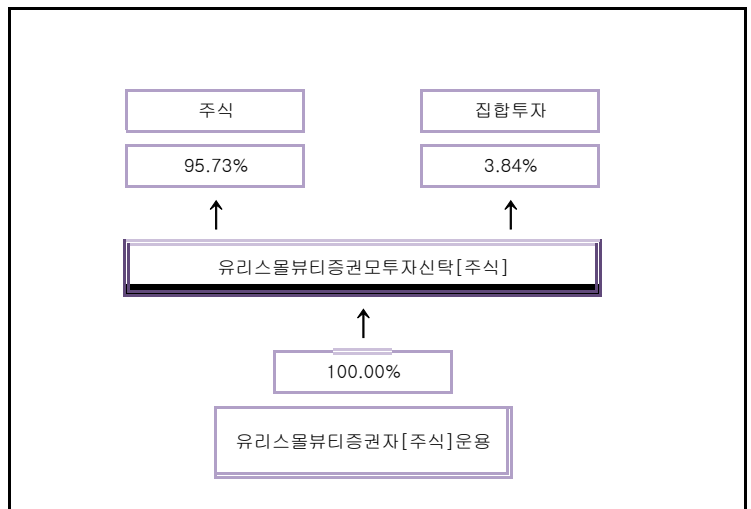 주식 집합투자
95.73% 3.84%
유리스몰뷰티증권모투자신탁[주식]
100.00%
유리스몰뷰티증권자[주식]운용